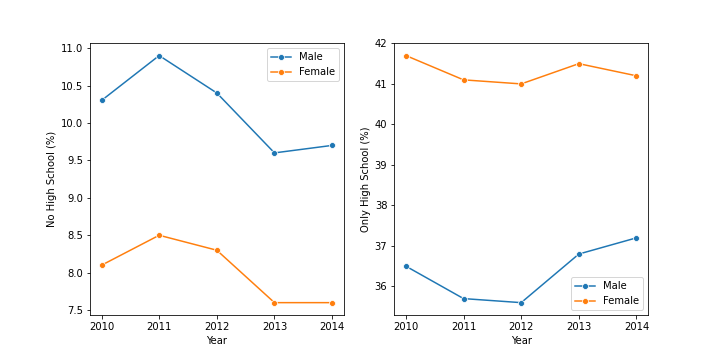 No High School (%)
11.0
10.5
10.0
9.5
9.0
8.5
8.0
7.5
2010 2011 2012 2013 2014
Year
Male
Female
Only High School (%)
42
41
40
39
38
37
36
2010 2011 2012 2013 2014
Year
Male
Female